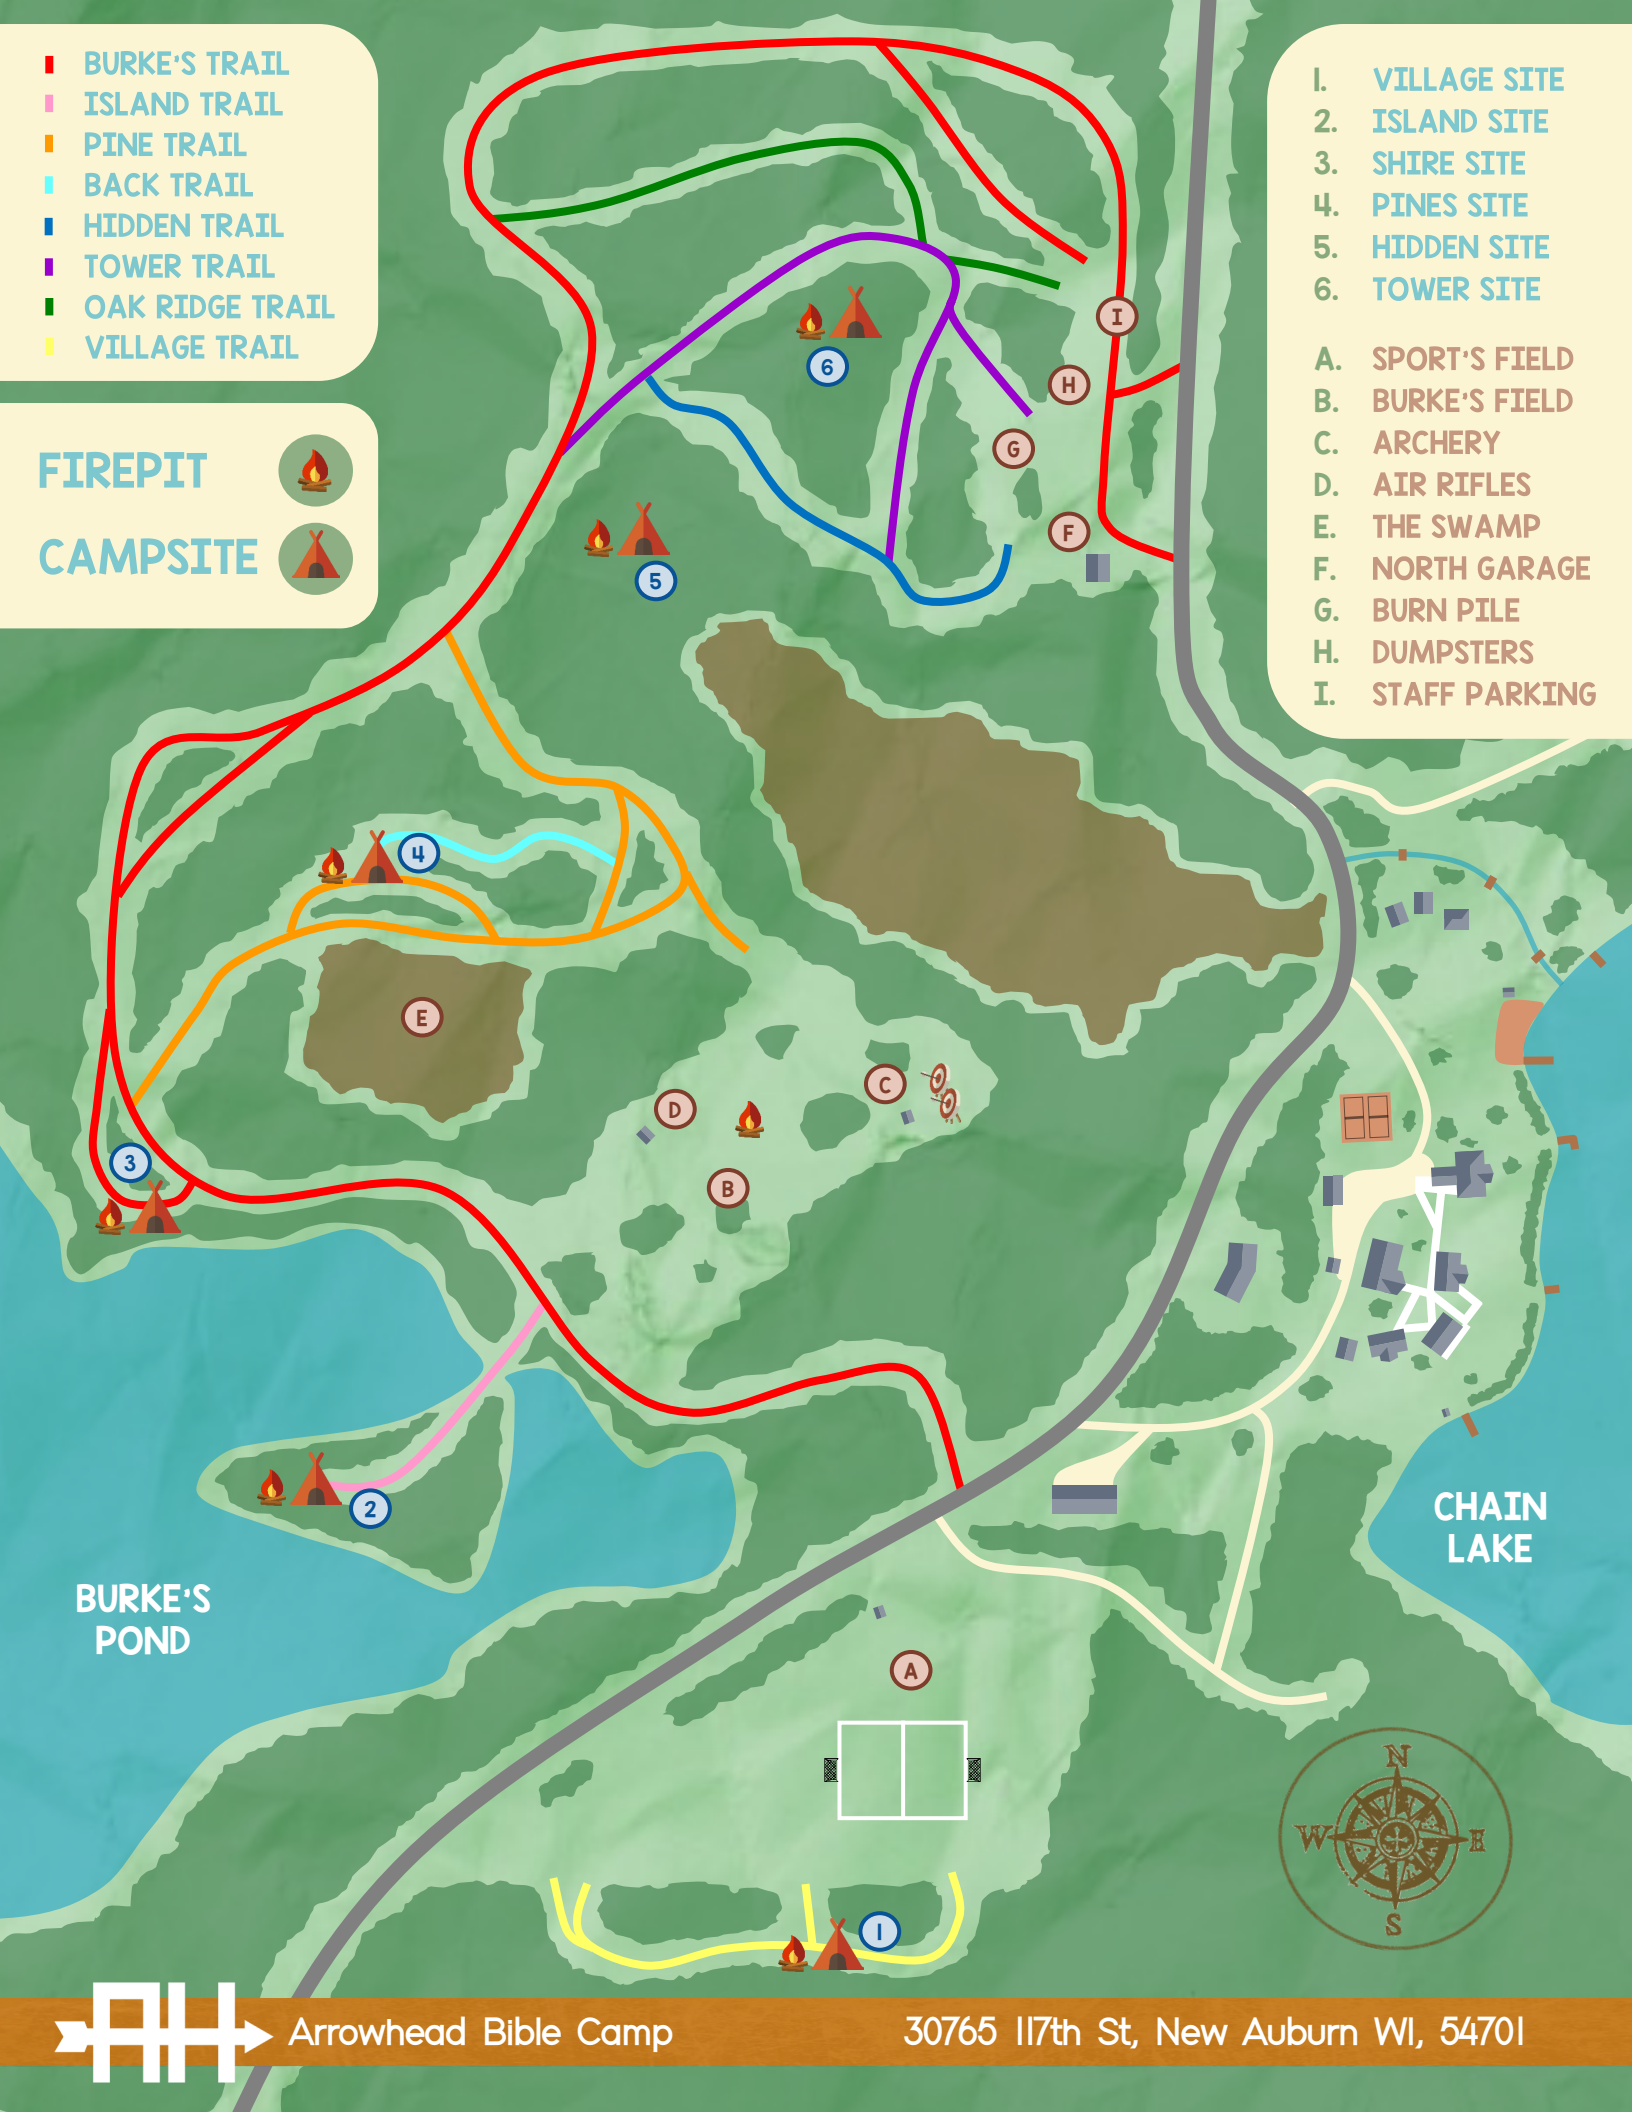 BURKE'S TRAIL
ISLAND TRAIL
PINE TRAIL
BACK TRAIL
HIDDEN TRAIL
TOWER TRAIL
OAK RIDGE TRAIL
VILLAGE TRAIL
FIREPIT
CAMPSITE
1. VILLAGE SITE
2. ISLAND SITE
3. SHIRE SITE
4. PINES SITE
5. HIDDEN SITE
6. TOWER SITE
A. SPORT'S FIELD
B. BURKE'S FIELD
C. ARCHERY
D. AIR RIFLES
E. THE SWAMP
F. NORTH GARAGE
G. BURN PILE
H. DUMPSTERS
I. STAFF PARKING
I
6
H
G
F
5
4
E
C
D
3
B
2
CHAIN
LAKE
BURKE'S
POND
A
1
N
W
E
S
AH
Arrowhead Bible Camp
30765 117th St, New Auburn WI, 54701